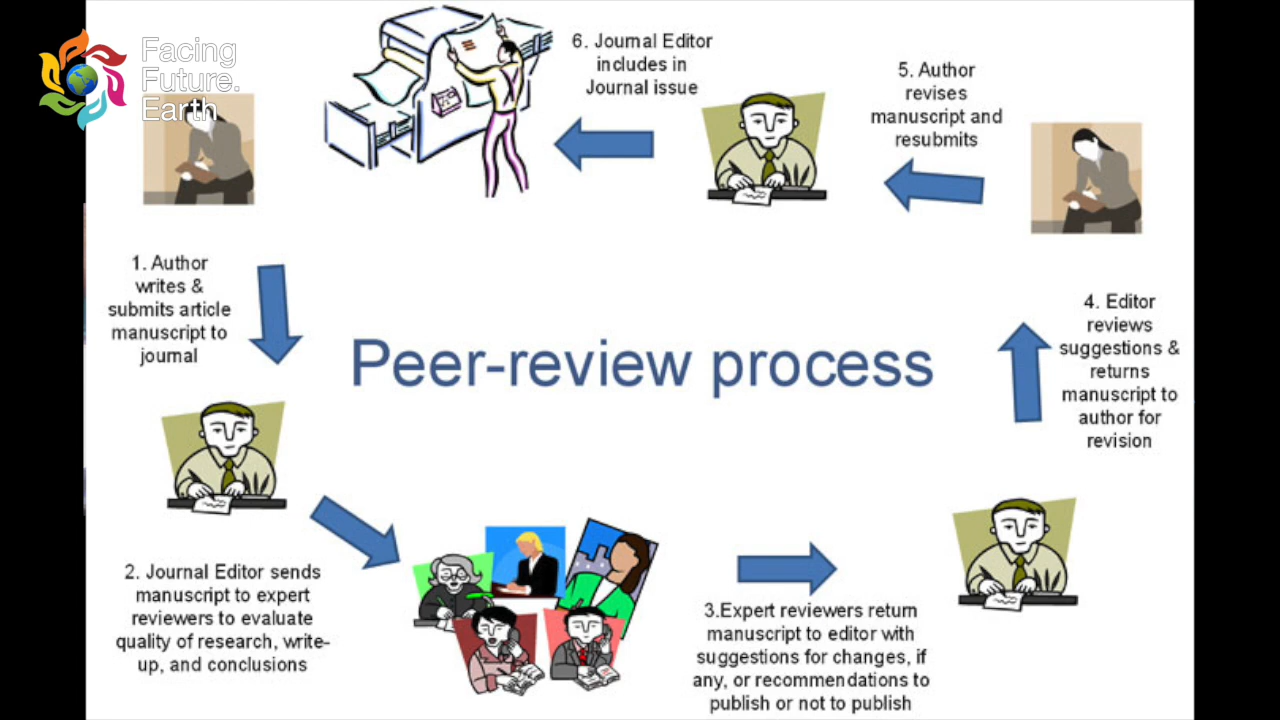 Facing
Future.
Earth
6. Journal Editor
includes in
Journal issue
5. Author
revises
manuscript and
resubmits
1. Author
writes &
submits article
manuscript to
journal
Peer-review process
4. Editor
reviews
suggestions &
returns
manuscript to
author for
revision
2. Journal Editor sends
manuscript to expert
reviewers to evaluate
quality of research, write-
up, and conclusions
3.Expert reviewers return
manuscript to editor with
suggestions for changes, if
any, or recommendations to
publish or not to publish